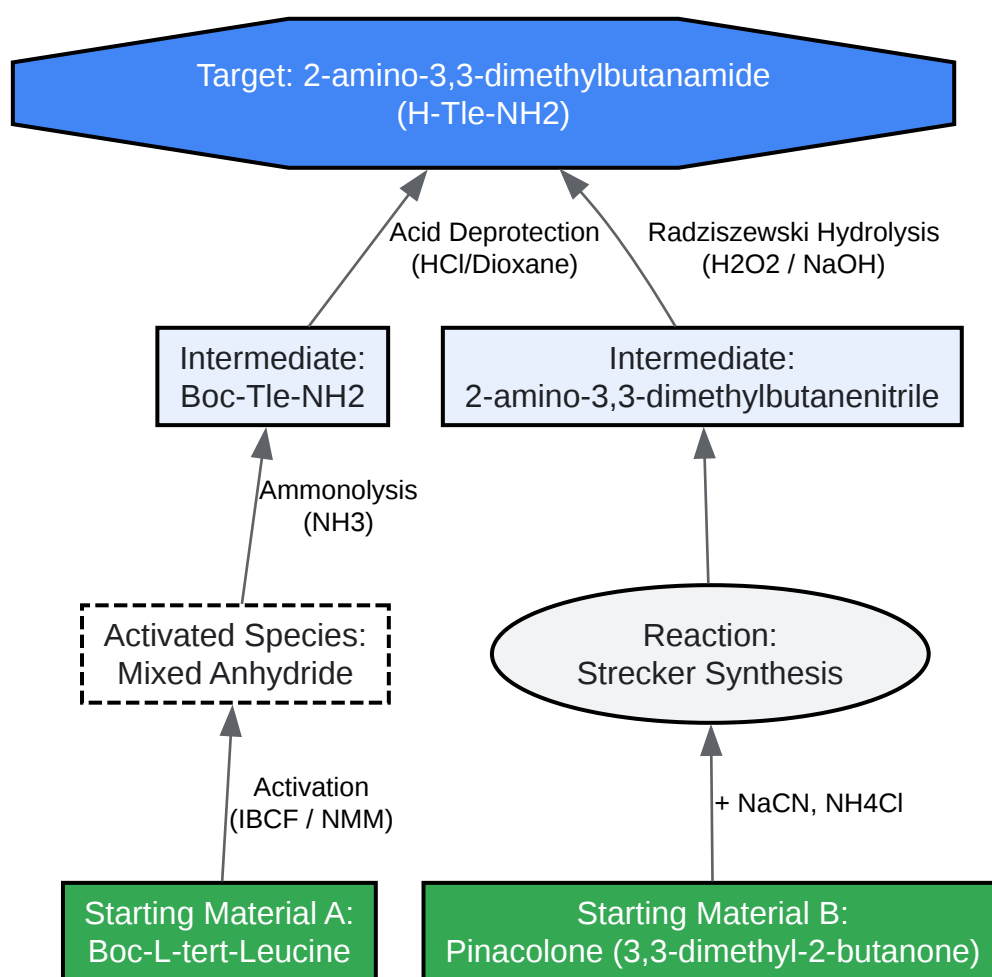 Target: 2-amino-3,3-dimethylbutanamide
(H-Tle-NH2)
Acid Deprotection
(HCl/Dioxane)
Radziszewski Hydrolysis
(H2O2 / NaOH)
Intermediate:
Boc-Tle-NH2
Intermediate:
2-amino-3,3-dimethylbutanenitrile
Ammonolysis
(NH3)
Activated Species:
Mixed Anhydride
Reaction:
Strecker Synthesis
Activation
(IBCF / NMM)
+ NaCN, NH4Cl
Starting Material A:
Boc-L-tert-Leucine
Starting Material B:
Pinacolone (3,3-dimethyl-2-butanone)